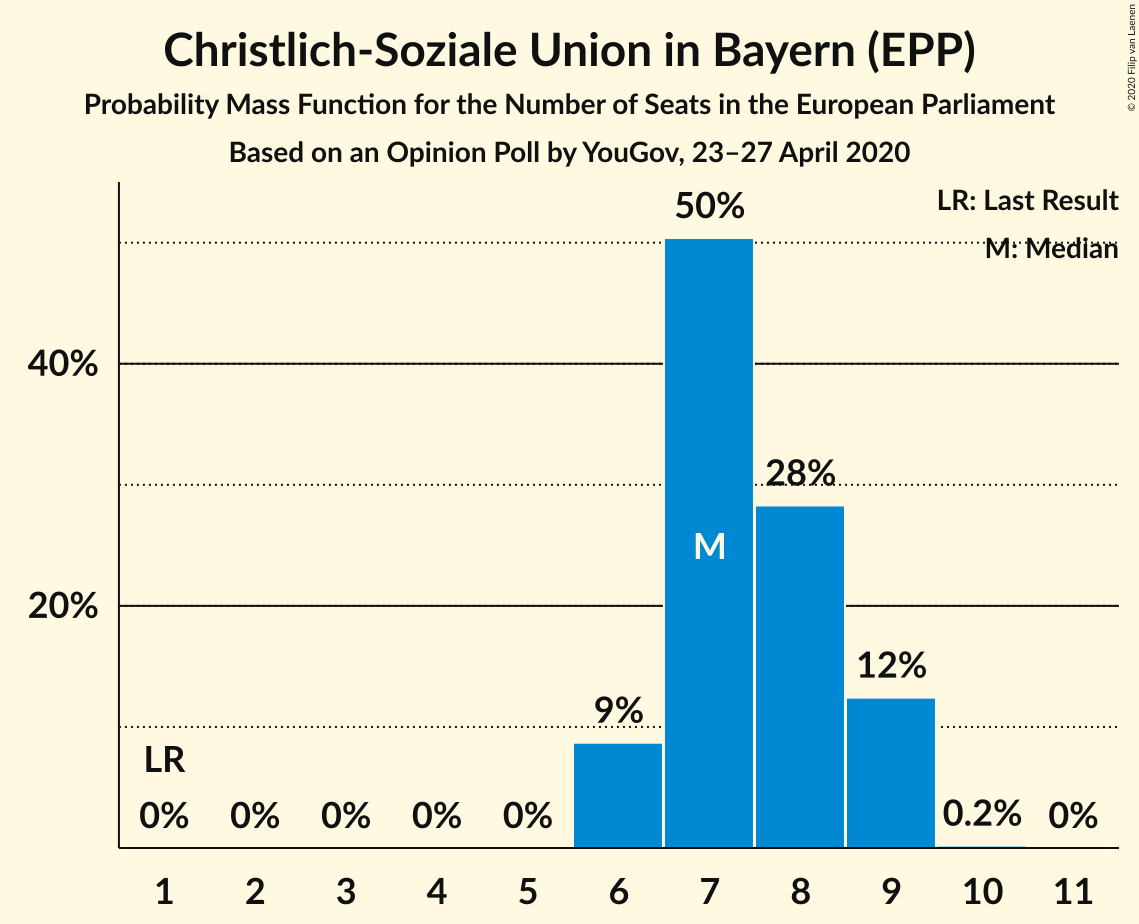 Christlich-Soziale Union in Bayern (EPP)
Probability Mass Function for the Number of Seats in the European Parliament
Based on an Opinion Poll by YouGov, 23–27 April 2020
© 2020 Filip van Laenen
LR: Last Result
M: Median
50%
40%
28%
M
20%
12%
9%
LR
0% 0% 0% 0% 0% 0.2% 0%
1 2 3 4 5 6 7 8 9 10 11